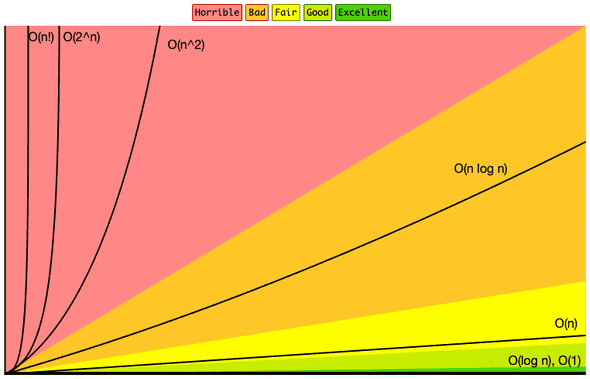 Horrible Bad Fair Good Excellent
O(n!) O(2^n) O(n^2)
O(n log n)
O(n)
O(log n), O(1)